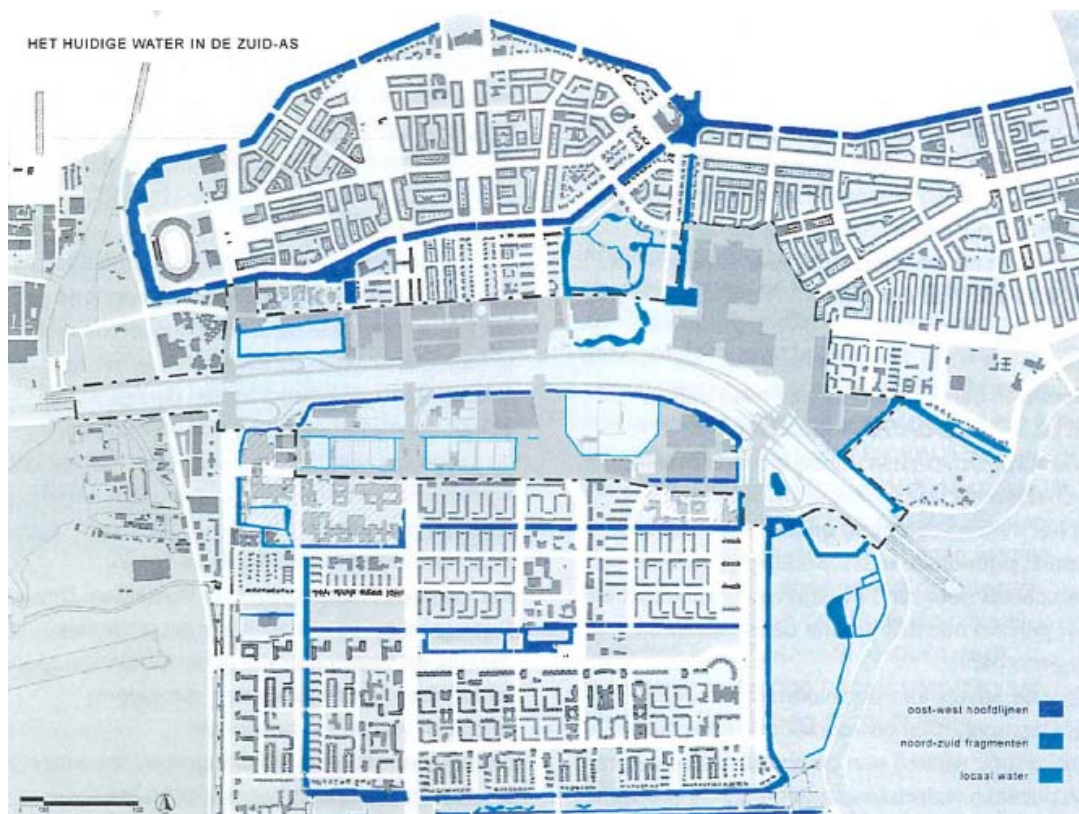 HET HUIDIGE WATER IN DE ZUID-AS
oost-west hoofdlijnen
noord-zuid fragmenten
locaal water